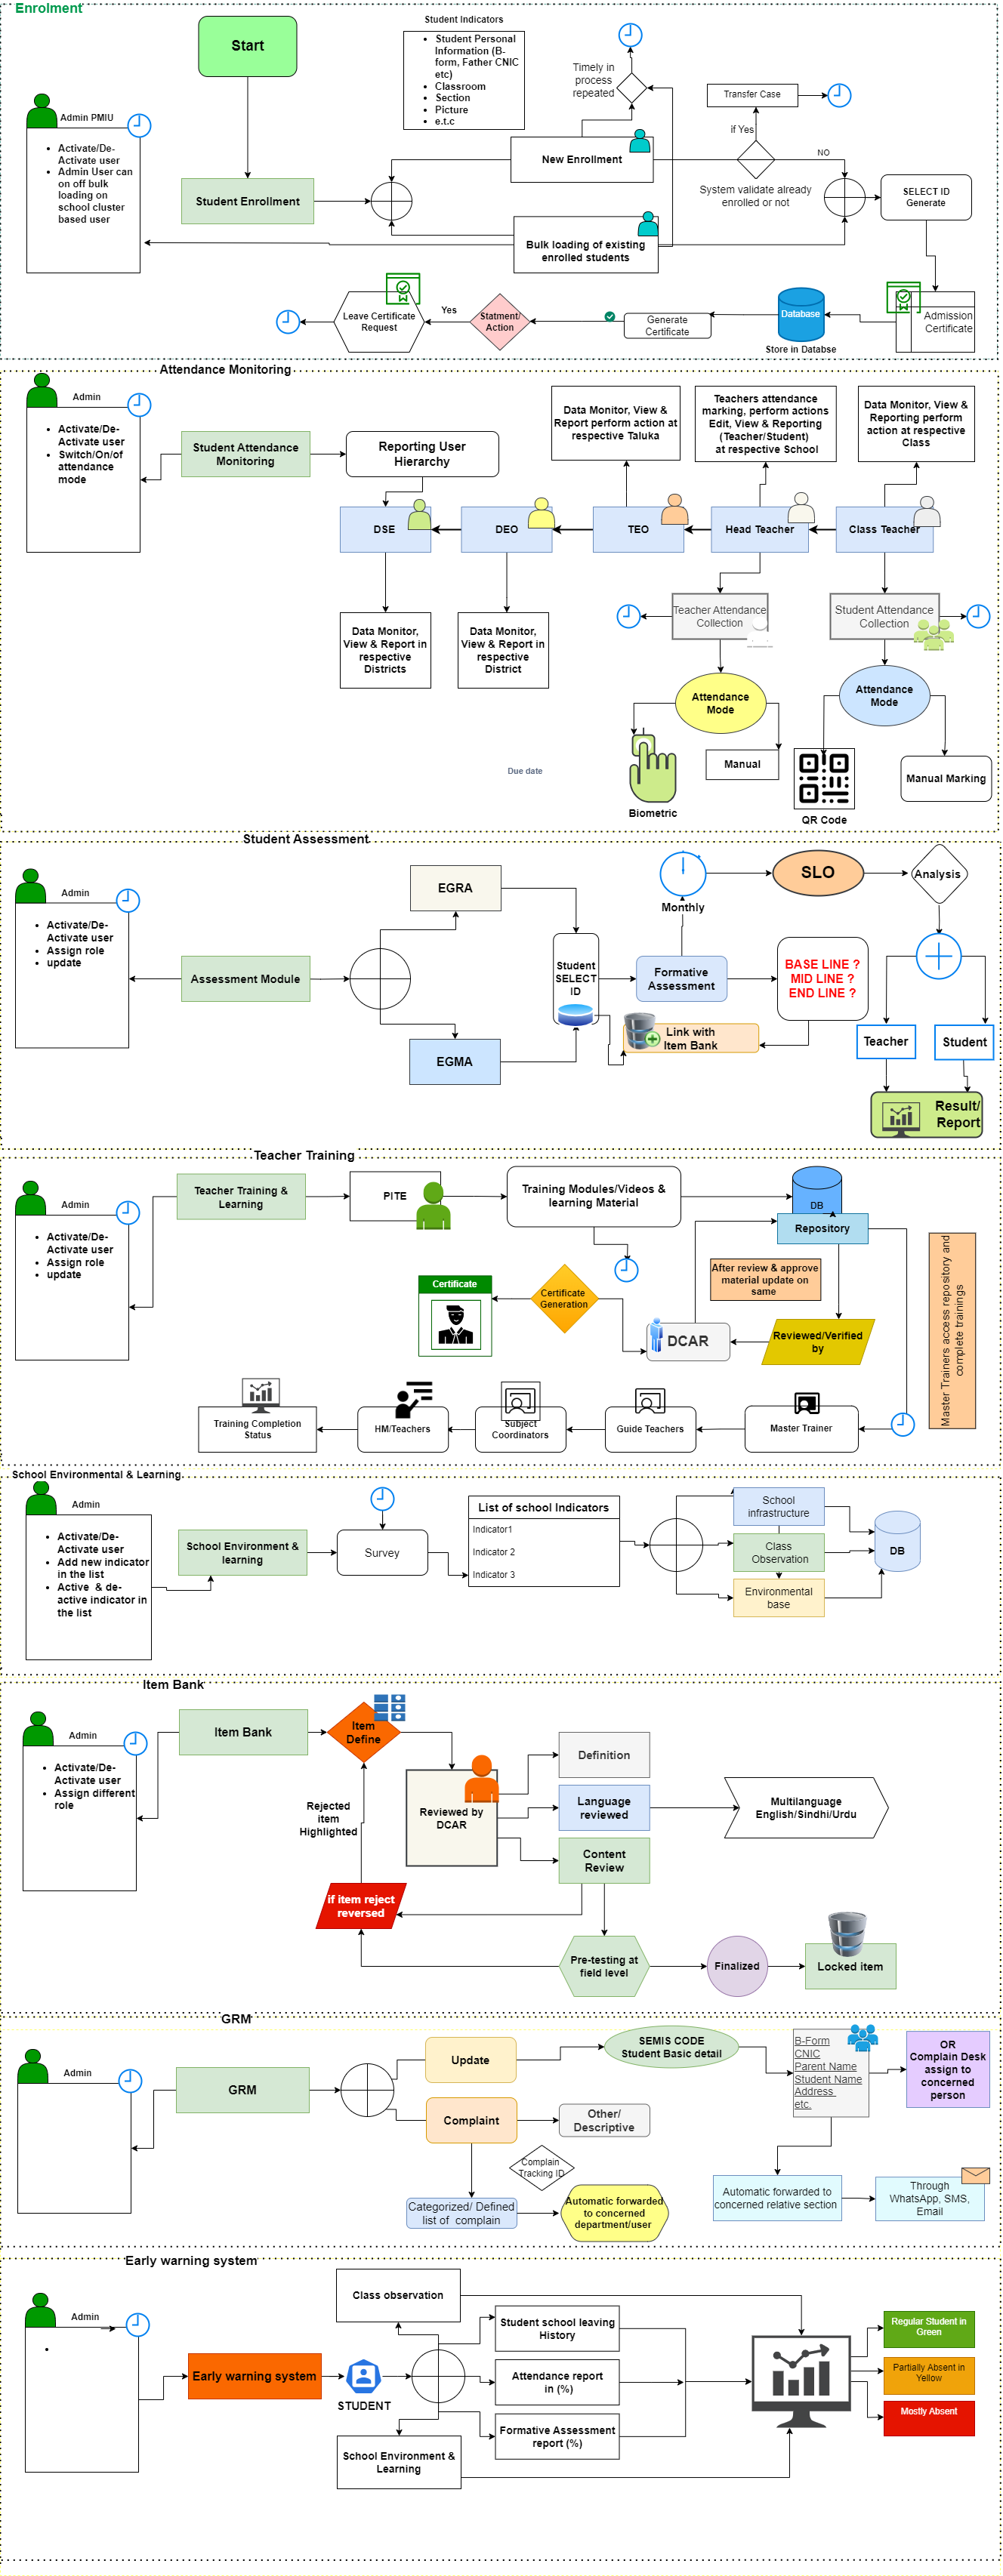 Enrolment
Start
Student Indicators
Student Personal
Information (B-
form, Father CNIC
etc)
Classroom
Section
Picture
e.t.c
Timely in
process
repeated
Transfer Case
if Yes
Admin PMIU
Activate/De-
Activate user
Admin User can
on off bulk
loading on
school cluster
based user
Student Enrollment
New Enrollment
NO
System validate already
enrolled or not
SELECT ID
Generate
Bulk loading of existing
enrolled students
Leave Certificate
Request
Yes
Statment/
Action
Generate
Certificate
Database
Store in Databse
Admission
Certificate
Attendance Monitoring
Admin
Activate/De-
Activate user
Switch/On/of
attendance
mode
Student Attendance
Monitoring
Reporting User
Hierarchy
Data Monitor, View &
Report perform action at
respective Taluka
Teachers attendance
marking, perform actions
Edit, View & Reporting
(Teacher/Student)
at respective School
Data Monitor, View &
Reporting perform
action at respective
Class
DSE
DEO
TEO
Head Teacher
Class Teacher
Data Monitor,
View & Report in
respective
Districts
Data Monitor,
View & Report in
respective
District
Teacher Attendance
Collection
Student Attendance
Collection
Attendance
Mode
Attendance
Mode
Manual
Manual Marking
Due date
Biometric
QR Code
Student Assessment
Admin
Activate/De-
Activate user
Assign role
update
Assessment Module
EGRA
EGMA
Student
SELECT
ID
Monthly
SLO
Analysis
Formative
Assessment
BASE LINE ?
MID LINE ?
END LINE ?
Link with
Item Bank
Teacher
Student
Result/
Report
Teacher Training
Admin
Activate/De-
Activate user
Assign role
update
Teacher Training &
Learning
PITE
Training Modules/Videos &
learning Material
DB
Repository
After review & approve
material update on
same
Master Trainers access repository and
complete trainings
Certificate
Certificate
Generation
DCAR
Reviewed/Verified
by
Training Completion
Status
HM/Teachers
Subject
Coordinators
Guide Teachers
Master Trainer
School Environmental & Learning
Admin
Activate/De-
Activate user
Add new indicator
in the list
Active & de-
active indicator in
the list
School Environment &
learning
Survey
List of school Indicators
Indicator1
Indicator 2
Indicator 3
School
infrastructure
Class
Observation
Environmental
base
DB
Item Bank
Admin
Activate/De-
Activate user
Assign different
role
Item Bank
Item
Define
Rejected
item
Highlighted
Reviewed by
DCAR
Definition
Language
reviewed
Content
Review
Multilanguage
English/Sindhi/Urdu
if item reject
reversed
Pre-testing at
field level
Finalized
Locked item
GRM
Admin
GRM
Update
Complaint
SEMIS CODE
Student Basic detail
B-Form
CNIC
Parent Name
Student Name
Address
etc.
OR
Complain Desk
assign to
concerned
person
Other/
Descriptive
Complain
Tracking ID
Categorized/ Defined
list of complain
Automatic forwarded
to concerned
department/user
Automatic forwarded to
concerned relative section
Through
WhatsApp, SMS,
Email
Early warning system
Admin
Early warning system
STUDENT
Class observation
Student school leaving
History
Attendance report
in (%)
Formative Assessment
report (%)
School Environment &
Learning
Regular Student in
Green
Partially Absent in
Yellow
Mostly Absent